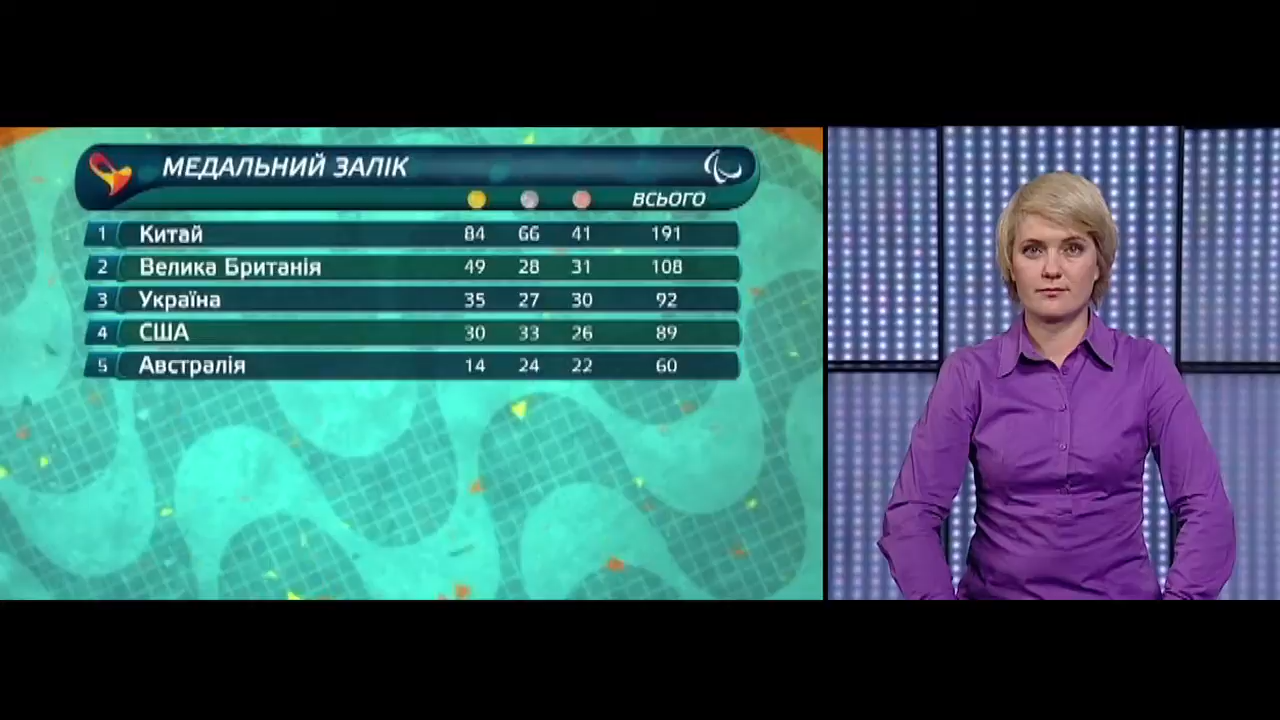 МЕДАЛЬНИЙ ЗАЛІК
ВСЬОГО
1 Китай 84 66 41 191
2 Велика Британія 49 28 31 108
3 Україна 35 27 30 92
4 США 30 33 26 89
5 Австралія 14 24 22 60